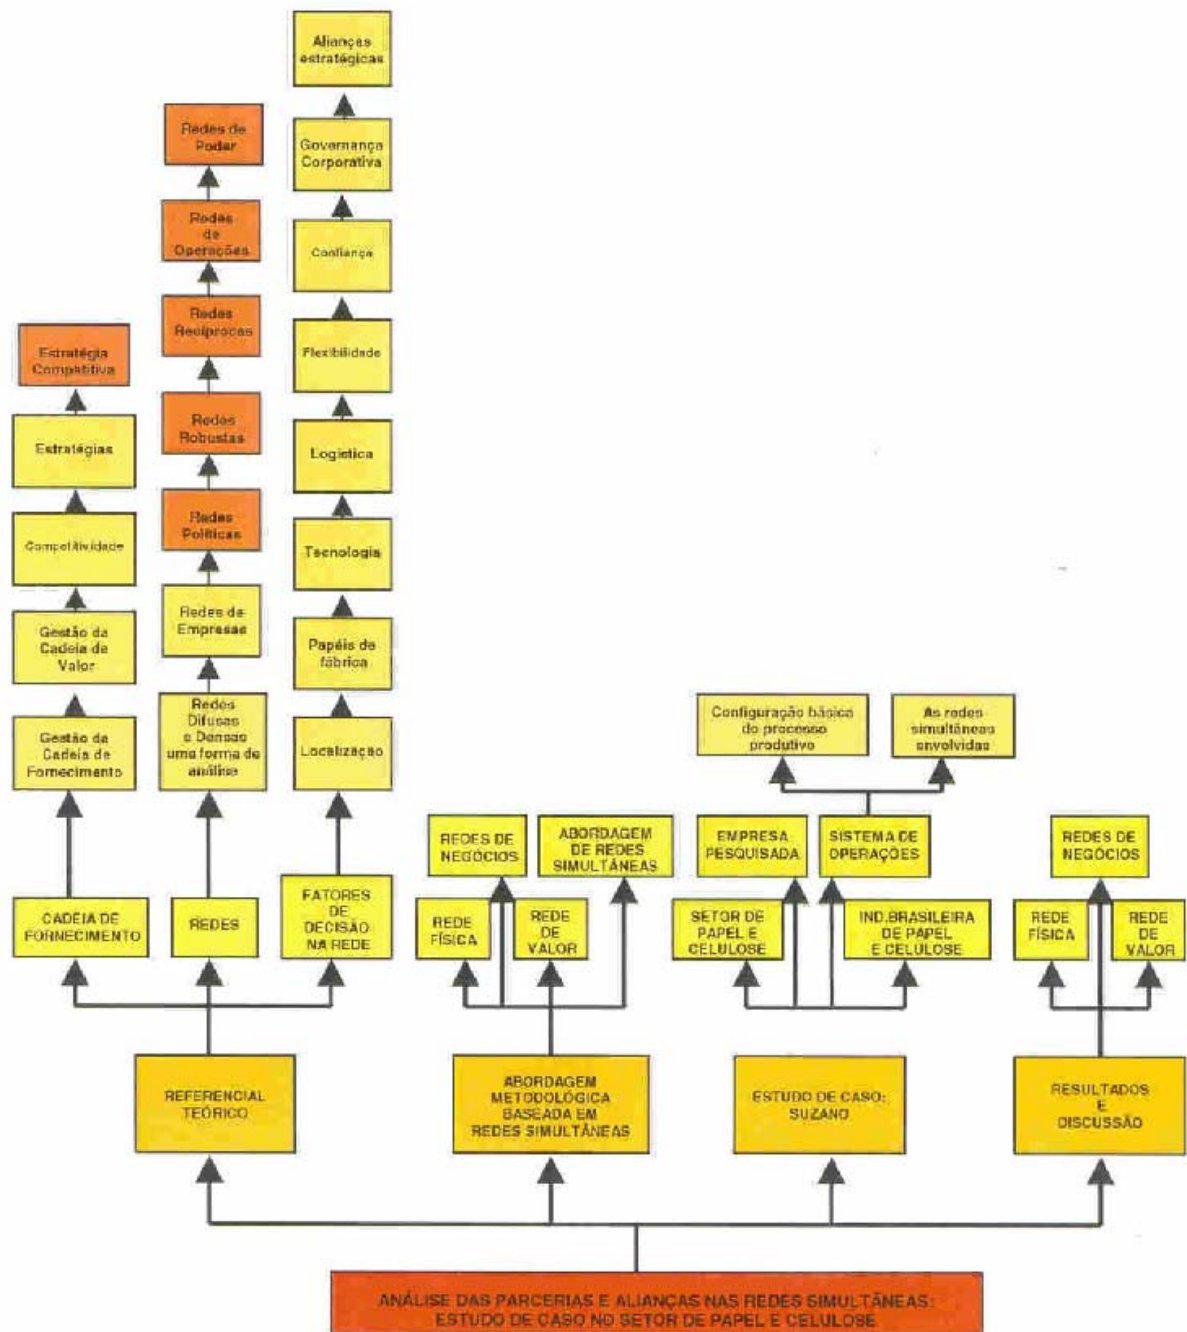 Alianças
estratégicas
Redes de
Poder
Governança
Corporativa
Redes
de
Operações
Confiança
Redes
Recíprocas
Flexibilidade
Estratégia
Competitiva
Redes
Robustas
Estratégias
Logística
Redes
Políticas
Competitividade
Tecnologia
Redes de
Empresas
Gestão da
Cadeia de
Valor
Papéis de
fábrica
Redes
Difusas
e Densas
uma forma de
análise
Gestão da
Cadeia de
Fornecimento
Localização
Configuração básica
do processo
produtivo
As redes
simultâneas
envolvidas
REDES DE
NEGÓCIOS
ABORDAGEM
DE REDES
SIMULTÂNEAS
EMPRESA
PESQUISADA
SISTEMA DE
OPERAÇÕES
REDES DE
NEGÓCIOS
CADEIA DE
FORNECIMENTO
REDES
FATORES
DE
DECISÃO
NA REDE
REDE
FÍSICA
REDE
DE
VALOR
SETOR DE
PAPEL E
CELULOSE
IND.BRASILEIRA
DE PAPEL
E CELULOSE
REDE
FÍSICA
REDE
DE
VALOR
REFERENCIAL
TEÓRICO
ABORDAGEM
METODOLÓGICA
BASEADA EM
REDES SIMULTÂNEAS
ESTUDO DE CASO:
SUZANO
RESULTADOS
E
DISCUSSÃO
ANÁLISE DAS PARCERIAS E ALIANÇAS NAS REDES SIMULTÂNEAS:
ESTUDO DE CASO NO SETOR DE PAPEL E CELULOSE